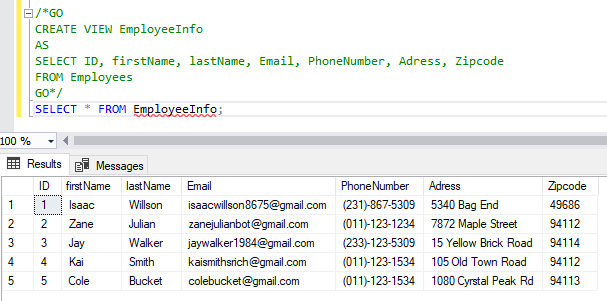 /*GO
CREATE VIEW EmployeeInfo
AS
SELECT ID, firstName, lastName, Email, PhoneNumber, Adress, Zipcode
FROM Employees
GO*/
SELECT * FROM EmployeeInfo;
100 %
Results Messages
ID firstName lastName Email PhoneNumber Adress Zipcode
1 1 Isaac Willson isaacwillson8675@gmail.com (231)-867-5309 5340 Bag End 49686
2 2 Zane Julian zanejulianbot@gmail.com (011)-123-1234 7872 Maple Street 94112
3 3 Jay Walker jaywalker1984@gmail.com (233)-123-5309 15 Yellow Brick Road 94114
4 4 Kai Smith kaismithsrich@gmail.com (011)-123-1534 105 Old Town Road 94112
5 5 Cole Bucket colebucket@gmail.com (011)-123-1534 1080 Cyrstal Peak Rd 94113